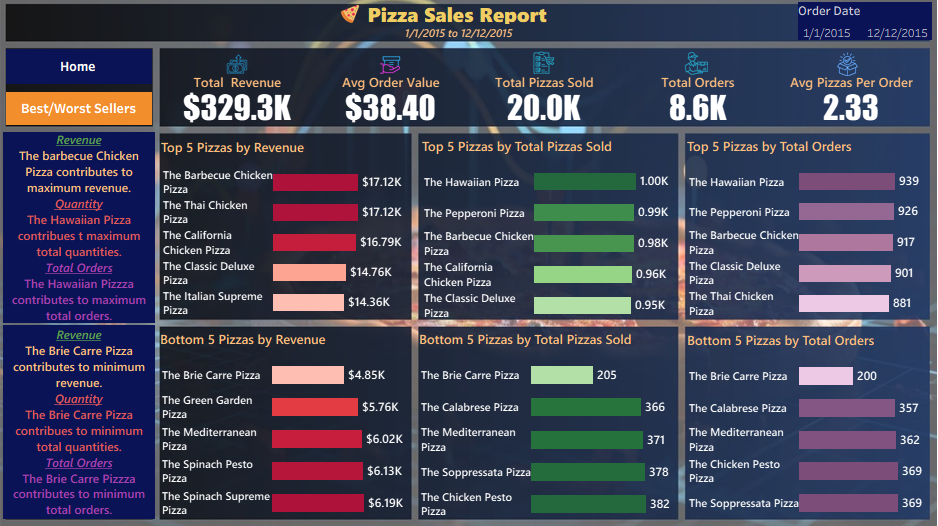 Pizza Sales Report
1/1/2015 to 12/12/2015
Order Date
1/1/2015 12/12/2015
Home
Best/Worst Sellers
Total Revenue
$329.3K
Avg Order Value
$38.40
Total Pizzas Sold
20.0K
Total Orders
8.6K
Avg Pizzas Per Order
2.33
Revenue
The barbecue Chicken
Pizza contributes to
maximum revenue.
Quantity
The Hawaiian Pizza
contribues t maximum
total quantities.
Total Orders
The Hawaiian Pizzza
contributes to maximum
total orders.
Top 5 Pizzas by Revenue
The Barbecue Chicken
Pizza
$17.12K
The Thai Chicken
Pizza
$17.12K
The California
Chicken Pizza
$16.79K
The Classic Deluxe
Pizza
$14.76K
The Italian Supreme
Pizza
$14.36K
Top 5 Pizzas by Total Pizzas Sold
The Hawaiian Pizza 1.00K
The Pepperoni Pizza 0.99K
The Barbecue Chicken
Pizza
0.98K
The California
Chicken Pizza
0.96K
The Classic Deluxe
Pizza
0.95K
Top 5 Pizzas by Total Orders
The Hawaiian Pizza 939
The Pepperoni Pizza 926
The Barbecue Chicken
Pizza
917
The Classic Deluxe
Pizza
901
The Thai Chicken
Pizza
881
Revenue
The Brie Carre Pizza
contributes to minimum
revenue.
Quantity
The Brie Carre Pizza
contributes to minimum
total quantities.
Total Orders
The Brie Carre Pizzza
contributes to minimum
total orders.
Bottom 5 Pizzas by Revenue
The Brie Carre Pizza $4.85K
The Green Garden
Pizza
$5.76K
The Mediterranean
Pizza
$6.02K
The Spinach Pesto
Pizza
$6.13K
The Spinach Supreme
Pizza
$6.19K
Bottom 5 Pizzas by Total Pizzas Sold
The Brie Carre Pizza 205
The Calabrese Pizza 366
The Mediterranean
Pizza
371
The Soppressata Pizza 378
The Chicken Pesto
Pizza
382
Bottom 5 Pizzas by Total Orders
The Brie Carre Pizza 200
The Calabrese Pizza 357
The Mediterranean
Pizza
362
The Chicken Pesto
Pizza
369
The Soppressata Pizza 369